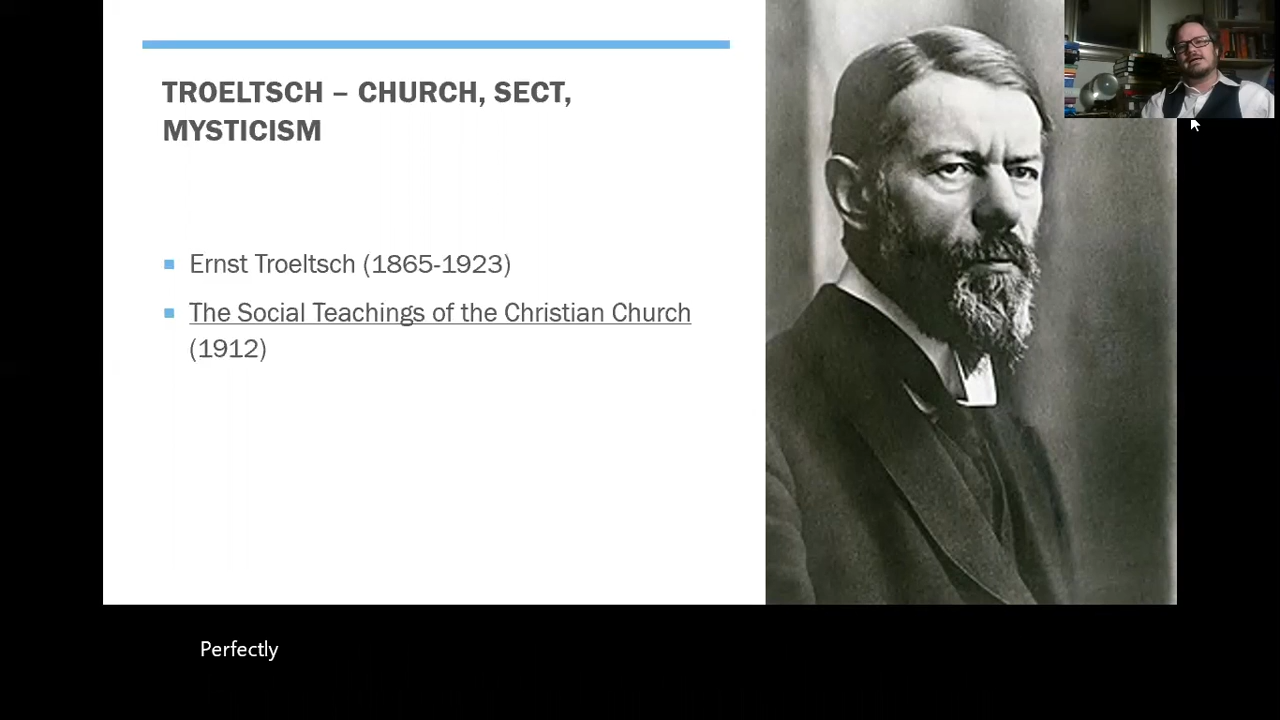 TROELTSCH – CHURCH, SECT,
MYSTICISM
Ernst Troeltsch (1865-1923)
The Social Teachings of the Christian Church
(1912)
Perfectly